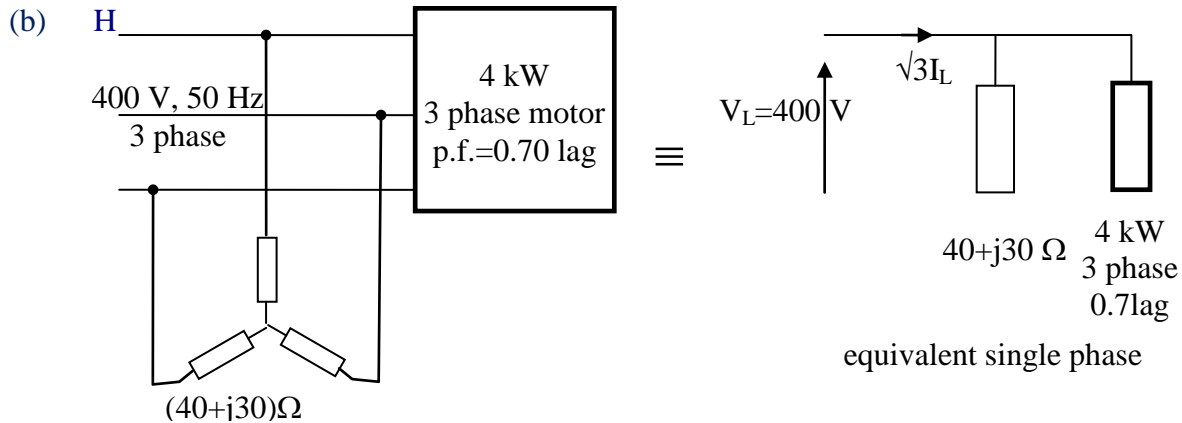 (b) H
400 V, 50 Hz
3 phase
4 kW
3 phase motor
p.f.=0.70 lag
(40+j30)Ω
≡
√3I_L
V_L=400 V
40+j30 Ω
4 kW
3 phase
0.7lag
equivalent single phase